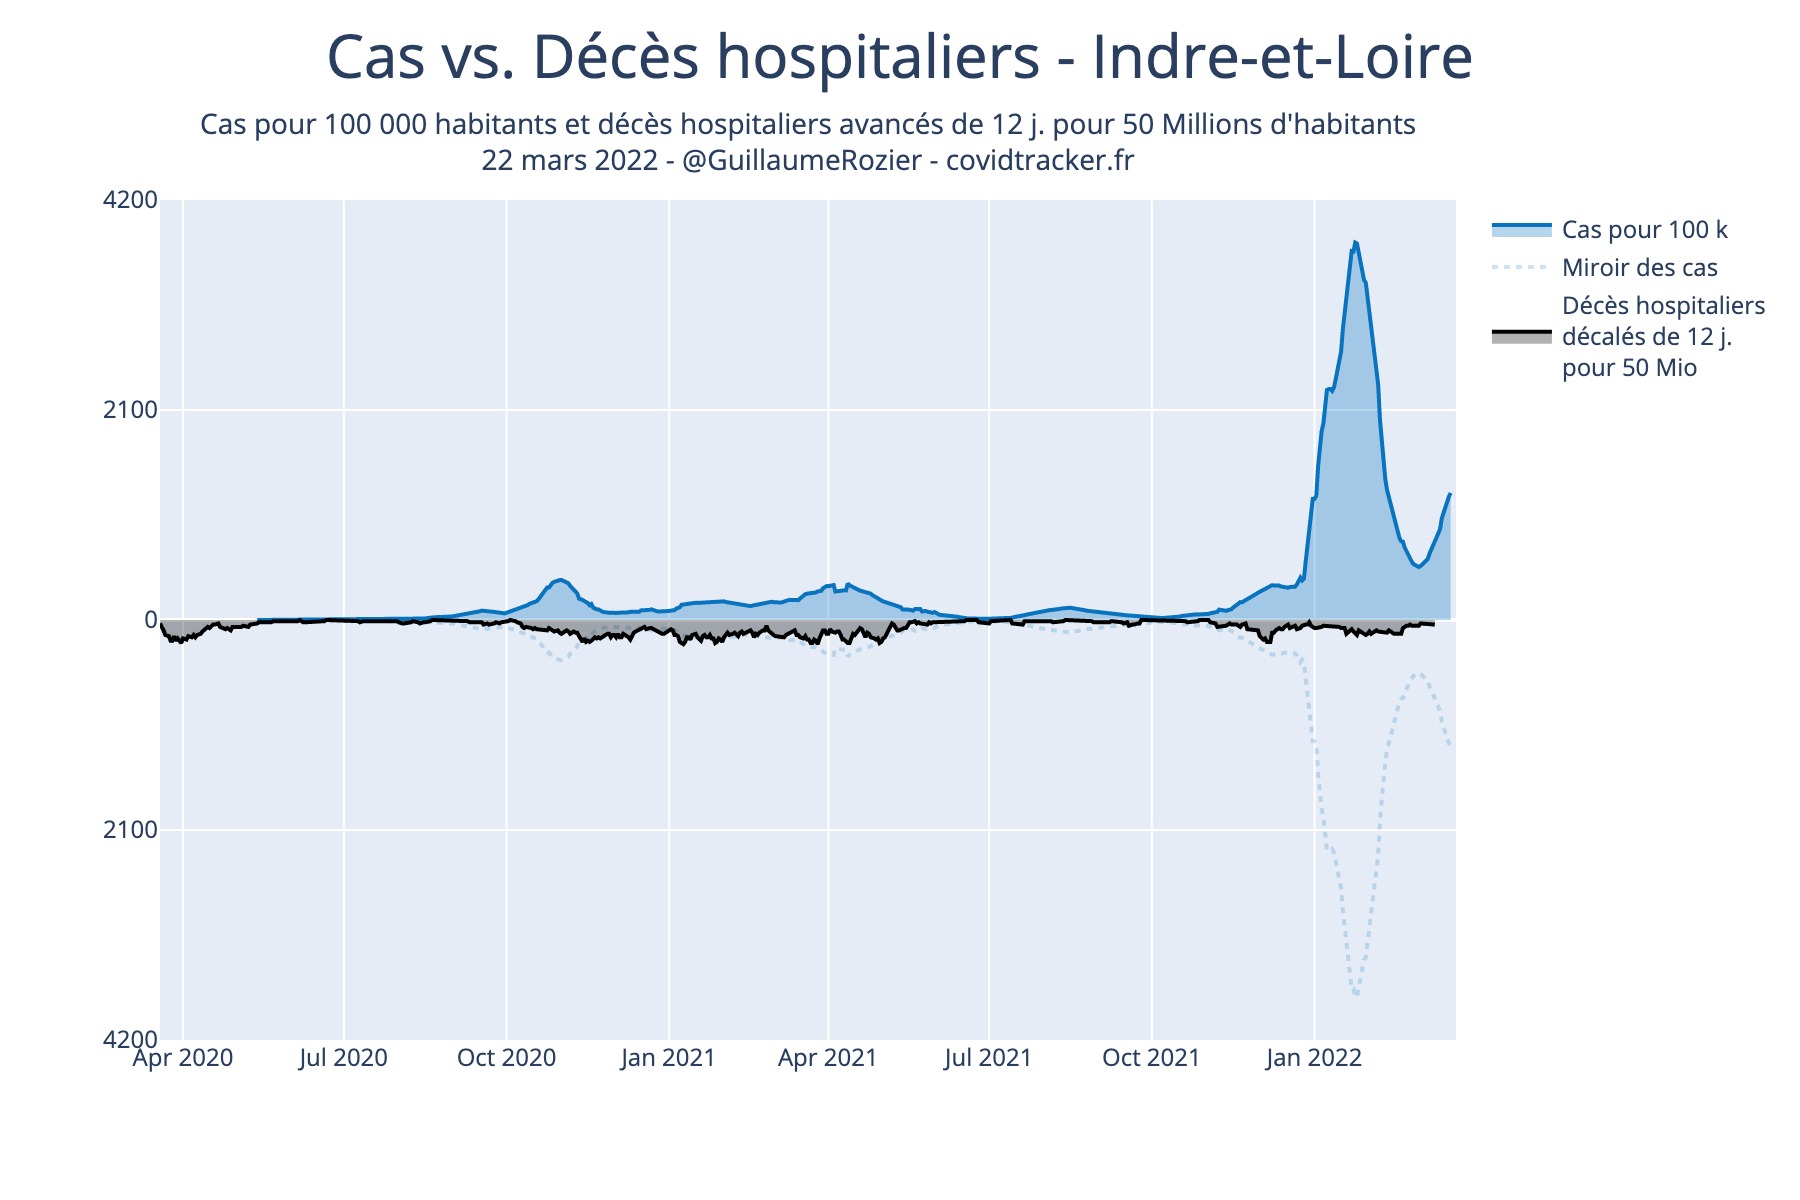 Cas vs. Décès hospitaliers - Indre-et-Loire
Cas pour 100 000 habitants et décès hospitaliers avancés de 12 j. pour 50 Millions d'habitants
22 mars 2022 - @GuillaumeRozier - covidtracker.fr
4200
2100
0
2100
4200
Apr 2020
Jul 2020
Oct 2020
Jan 2021
Apr 2021
Jul 2021
Oct 2021
Jan 2022
Cas pour 100 k
Miroir des cas
Décès hospitaliers
décalés de 12 j.
pour 50 Mio